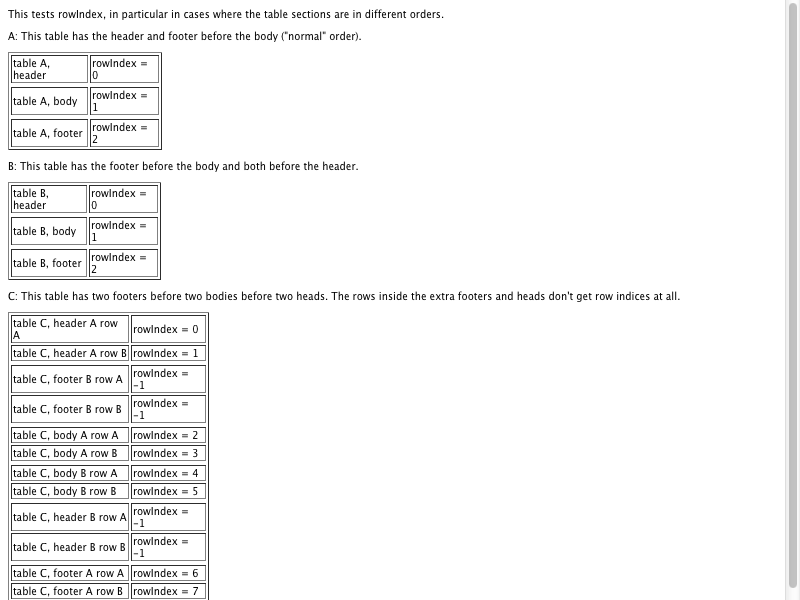 This tests rowIndex, in particular in cases where the table sections are in different orders.
A: This table has the header and footer before the body ("normal" order).
table A,
header
rowIndex =
0
table A, body
rowIndex =
1
table A, footer
rowIndex =
2
B: This table has the footer before the body and both before the header.
table B,
header
rowIndex =
0
table B, body
rowIndex =
1
table B, footer
rowIndex =
2
C: This table has two footers before two bodies before two heads. The rows inside the extra footers and heads don't get row indices at all.
table C, header A row
A
rowIndex = 0
table C, header A row B
rowIndex = 1
table C, footer B row A
rowIndex =
-1
table C, footer B row B
rowIndex =
-1
table C, body A row A
rowIndex = 2
table C, body A row B
rowIndex = 3
table C, body B row A
rowIndex = 4
table C, body B row B
rowIndex = 5
table C, header B row A
rowIndex =
-1
table C, header B row B
rowIndex =
-1
table C, footer A row A
rowIndex = 6
table C, footer A row B
rowIndex = 7